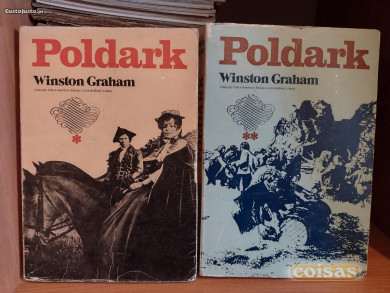 CustoJusto.pt
Poldark
Winston Graham
*
Poldark
Winston Graham
**
coisas